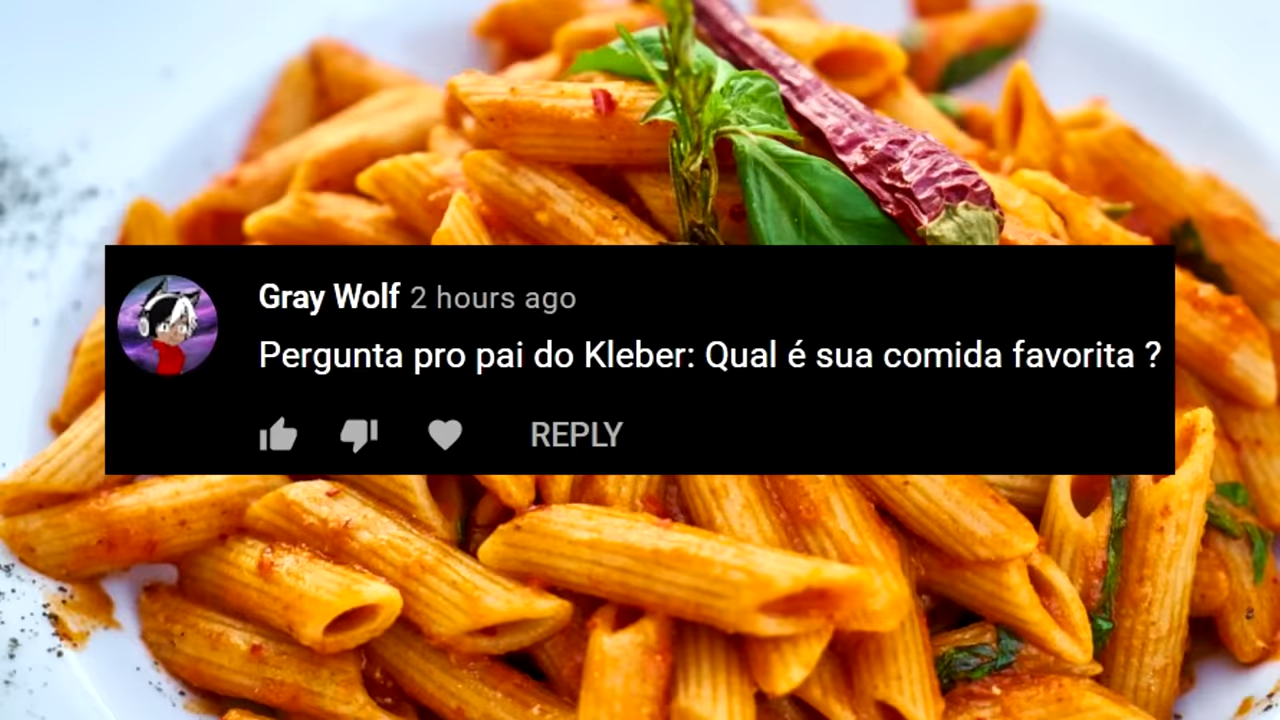 Gray Wolf 2 hours ago
Pergunta pro pai do Kleber: Qual é sua comida favorita ?
REPLY